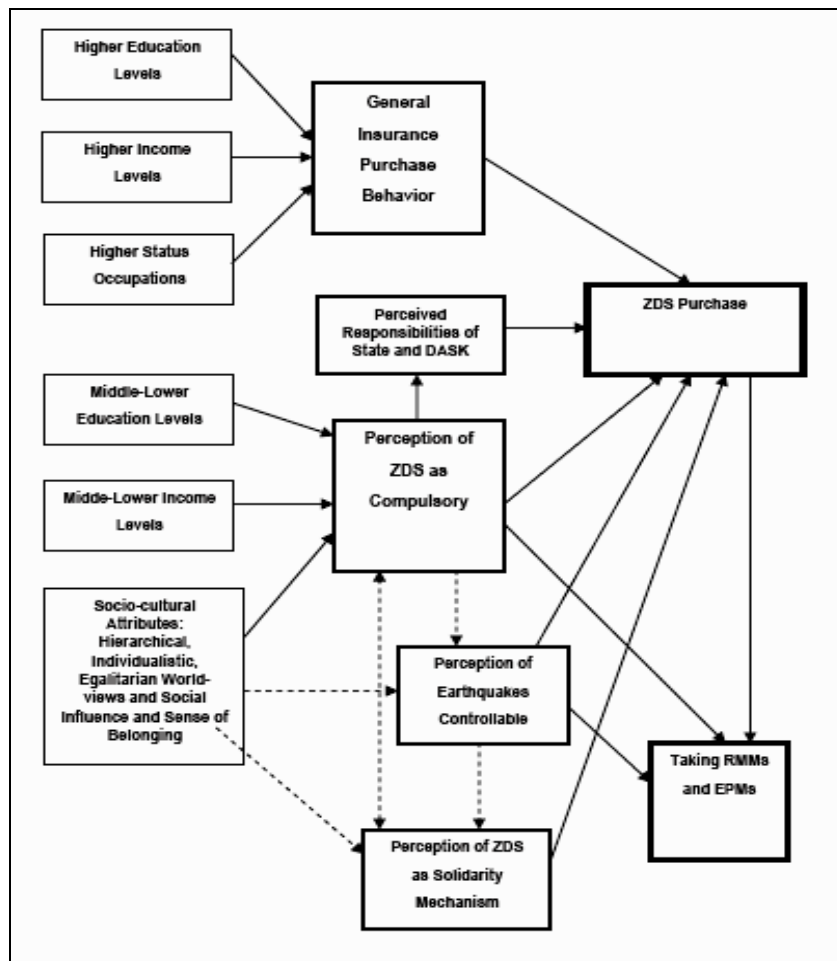 Higher Education
Levels
General
Insurance
Purchase
Behavior
Higher Income
Levels
Higher Status
Occupations
ZDS Purchase
Perceived
Responsibilities of
State and DASK
Middle-Lower
Education Levels
Perception of
ZDS as
Compulsory
Midde-Lower Income
Levels
Socio-cultural
Attributes:
Hierarchical,
Individualistic,
Egalitarian World-
views and Social
Influence and Sense of
Belonging
Perception of
Earthquakes
Controllable
Taking RMMs
and EPMs
Perception of ZDS
as Solidarity
Mechanism